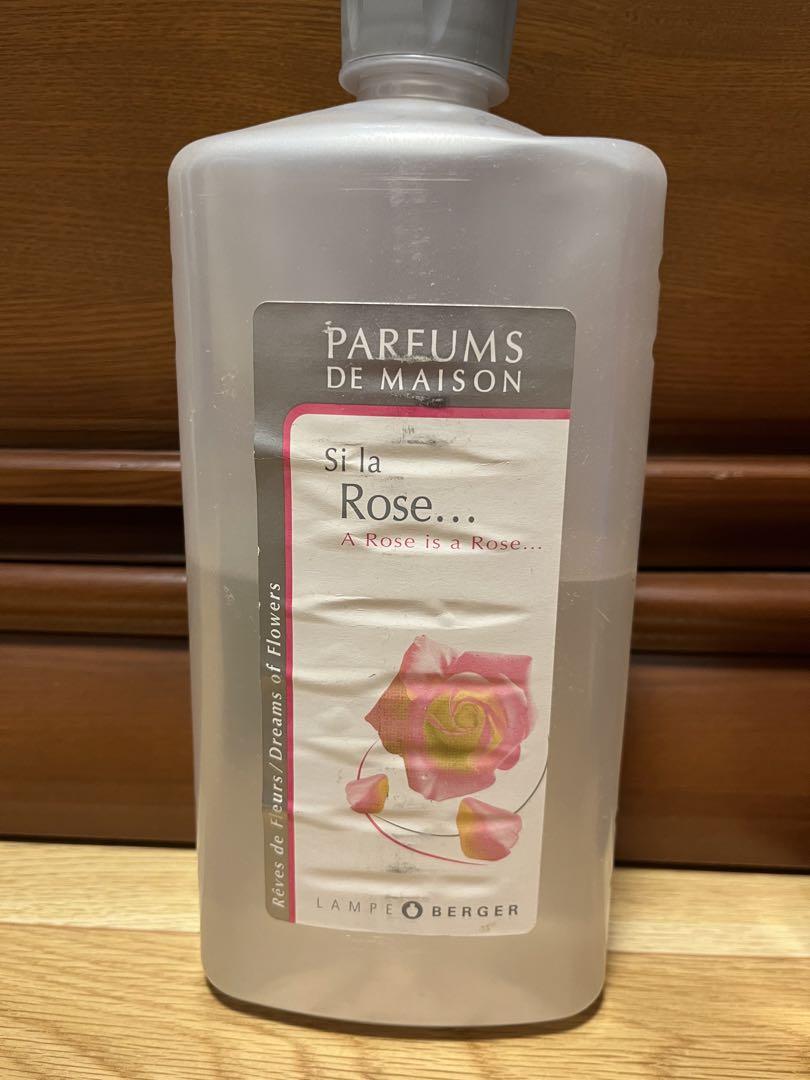 PARFUMS
DE MAISON
Si la
Rose...
A Rose is a Rose...
Rêves de Fleurs/Dreams of Flowers
LAMPE BERGER